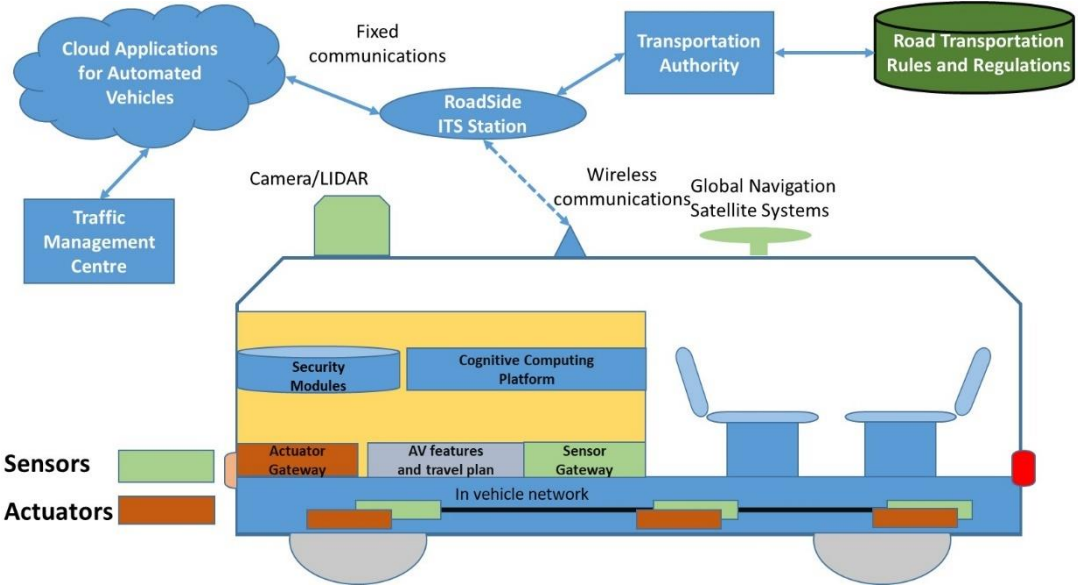 Cloud Applications
for Automated
Vehicles
Fixed
communications
Transportation
Authority
Road Transportation
Rules and Regulations
RoadSide
ITS Station
Camera/LIDAR
Wireless
communications
Global Navigation
Satellite Systems
Traffic
Management
Centre
Security
Modules
Cognitive Computing
Platform
Actuator
Gateway
AV features
and travel plan
Sensor
Gateway
Sensors
Actuators
In vehicle network